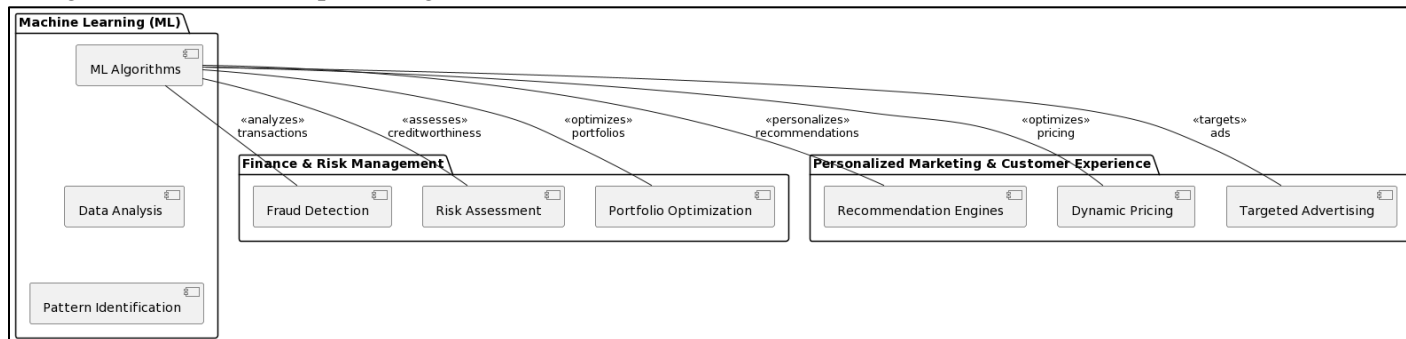 Machine Learning (ML)
ML Algorithms
«analyzes»
transactions
«assesses»
creditworthiness
«optimizes»
portfolios
«personalizes»
recommendations
«optimizes»
pricing
«targets»
ads
Finance & Risk Management
Personalized Marketing & Customer Experience
Data Analysis
Fraud Detection
Risk Assessment
Portfolio Optimization
Recommendation Engines
Dynamic Pricing
Targeted Advertising
Pattern Identification